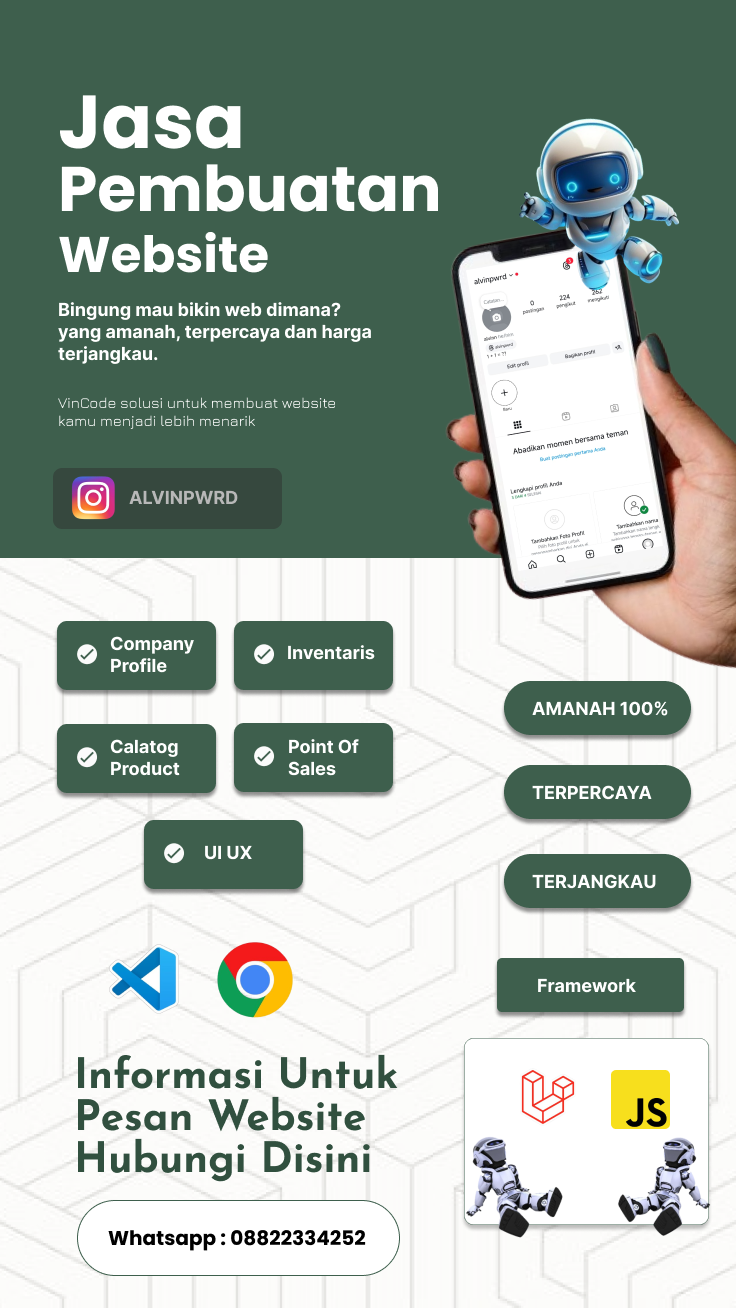 Jasa
Pembuatan
Website
Bingung mau bikin web dimana?
yang amanah, terpercaya dan harga
terjangkau.
VinCode solusi untuk membuat website
kamu menjadi lebih menarik
ALVINPWRD
alvinpwrd
0
postingan
224
pengikut
262
mengikuti
alvinpwrd
Edit profil
Bagikan profil
Baru
Abadikan momen bersama teman
Buat postingan pertama Anda
Lengkapi profil Anda
Tambahkan Foto Profil
Tambahkan nama
Company
Profile
Inventaris
Calatog
Product
Point Of
Sales
UI UX
AMANAH 100%
TERPERCAYA
TERJANGKAU
Framework
JS
Informasi Untuk
Pesan Website
Hubungi Disini
Whatsapp : 08822334252